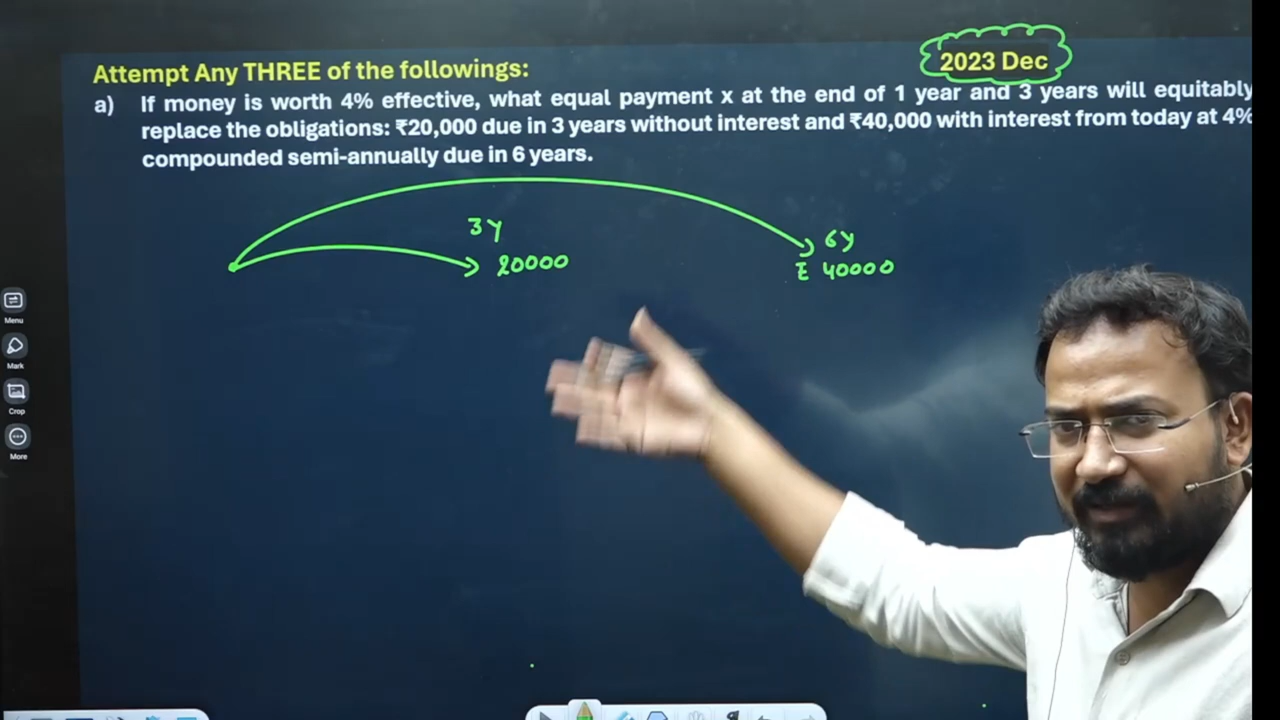 2023 Dec
Attempt Any THREE of the followings:
a) If money is worth 4% effective, what equal payment x at the end of 1 year and 3 years will equitably
replace the obligations: ₹20,000 due in 3 years without interest and ₹40,000 with interest from today at 4%
compounded semi-annually due in 6 years.
3Y
6Y
20000
₹ 40000
Menu
Mark
Crop
More